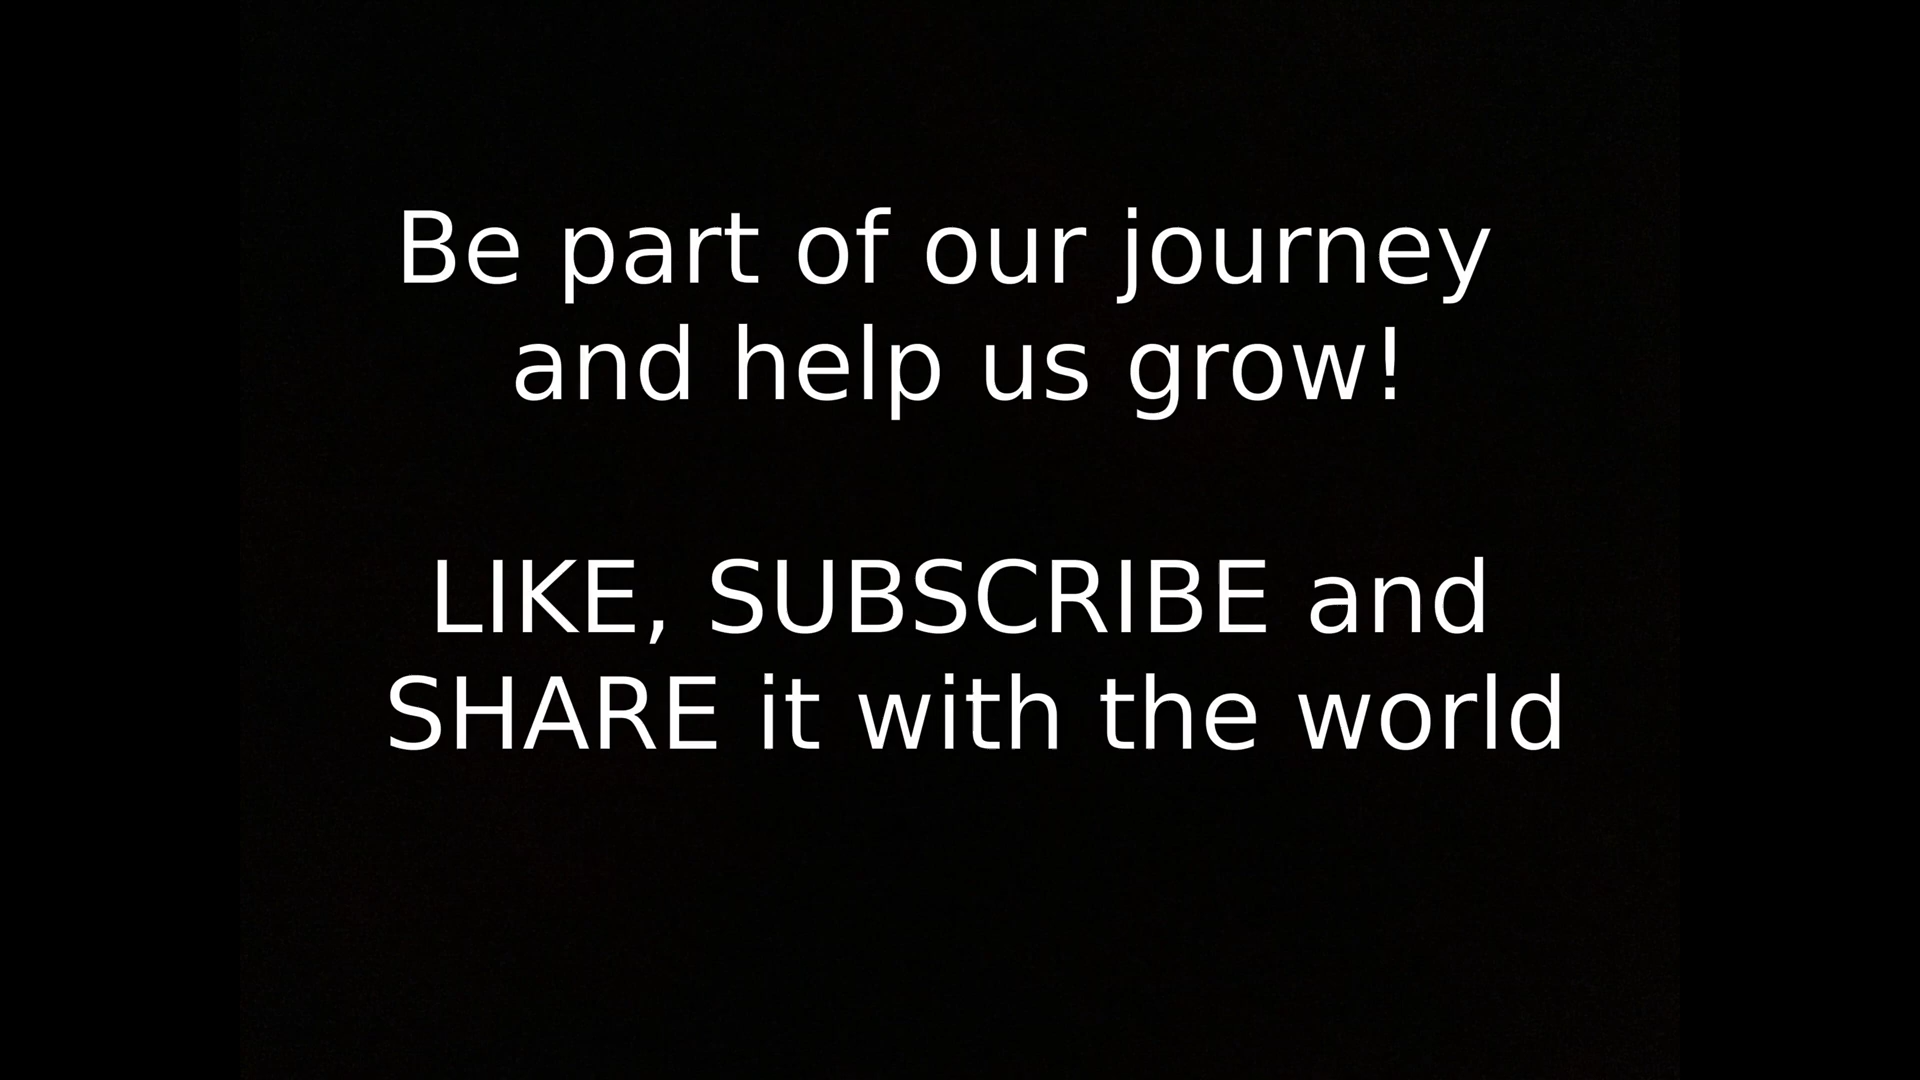 Be part of our journey
and help us grow!
LIKE, SUBSCRIBE and
SHARE it with the world